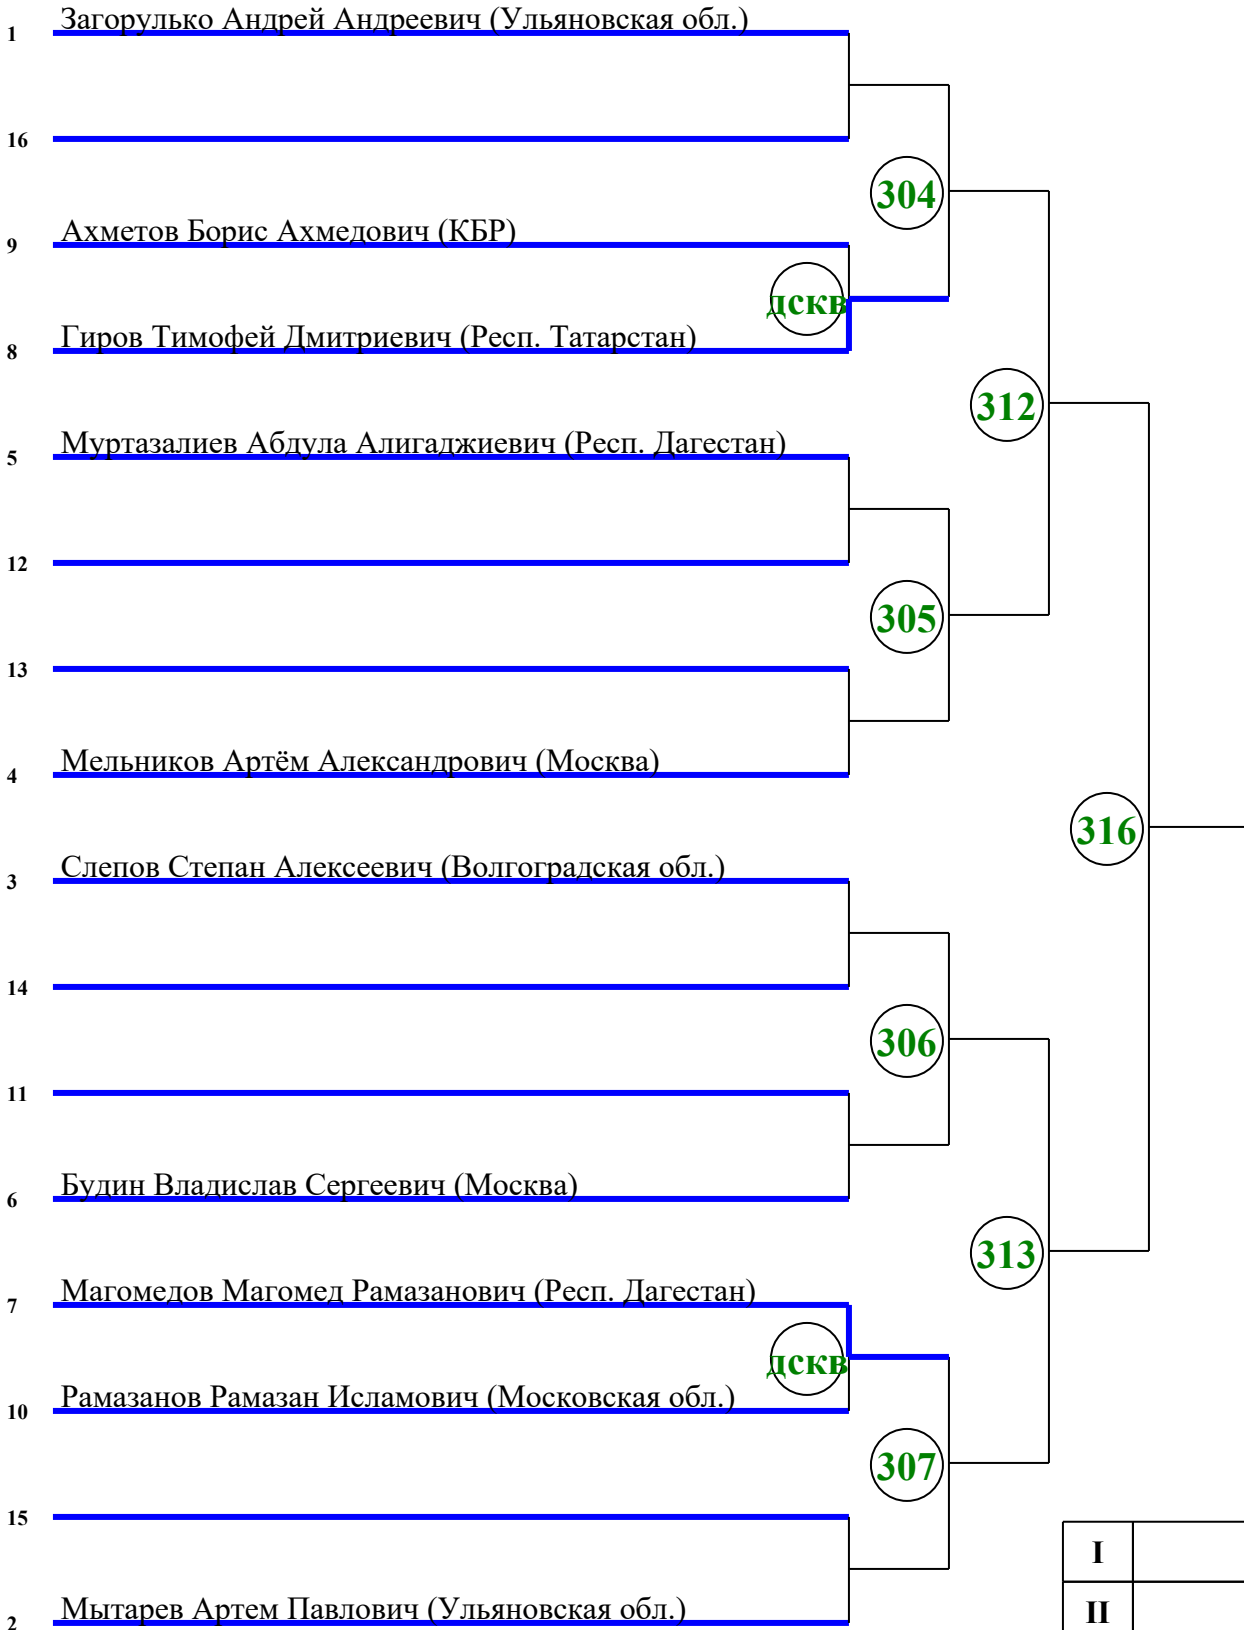 1 Загорулько Андрей Андреевич (Ульяновская обл.)
16
304
9 Ахметов Борис Ахмедович (КБР)
дскв
8 Гиров Тимофей Дмитриевич (Респ. Татарстан)
312
5 Муртазалиев Абдула Алигаджиевич (Респ. Дагестан)
12
305
13
4 Мельников Артём Александрович (Москва)
316
3 Слепов Степан Алексеевич (Волгоградская обл.)
14
306
11
6 Будин Владислав Сергеевич (Москва)
313
7 Магомедов Магомед Рамазанович (Респ. Дагестан)
дскв
10 Рамазанов Рамазан Исламович (Московская обл.)
307
15
I
2 Мытарев Артем Павлович (Ульяновская обл.)
II